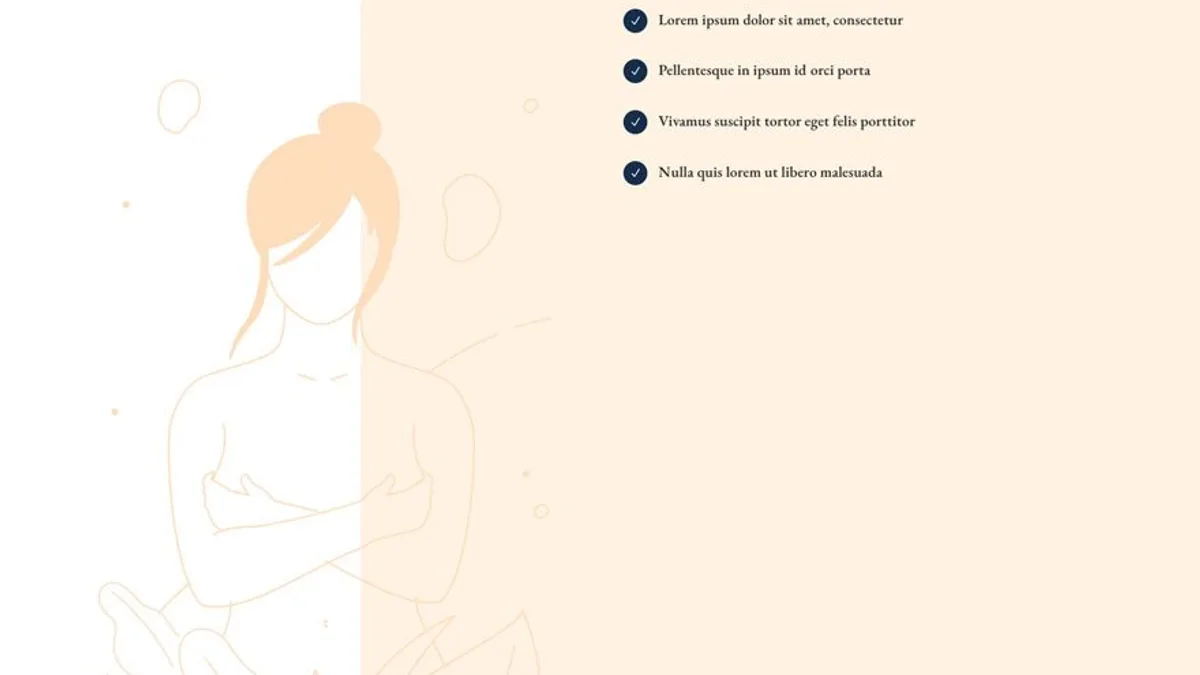 Lorem ipsum dolor sit amet, consectetur
Pellentesque in ipsum id orci porta
Vivamus suscipit tortor eget felis porttitor
Nulla quis lorem ut libero malesuada